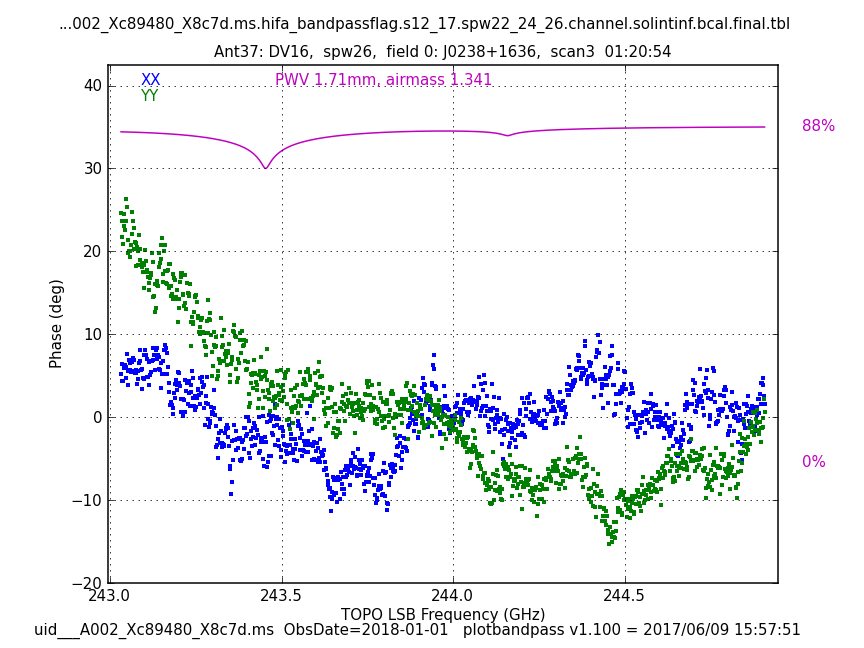 ...002_Xc89480_X8c7d.ms.hifa_bandpassflag.s12_17.spw22_24_26.channel.solintinf.bcal.final.tbl
Ant37: DV16,  spw26,  field 0: J0238+1636,  scan3  01:20:54
XX
YY
PWV 1.71mm, airmass 1.341
88%
0%
40
30
20
10
0
−10
−20
Phase (deg)
243.0
243.5
244.0
244.5
TOPO LSB Frequency (GHz)
uid___A002_Xc89480_X8c7d.ms  ObsDate=2018-01-01   plotbandpass v1.100 = 2017/06/09 15:57:51